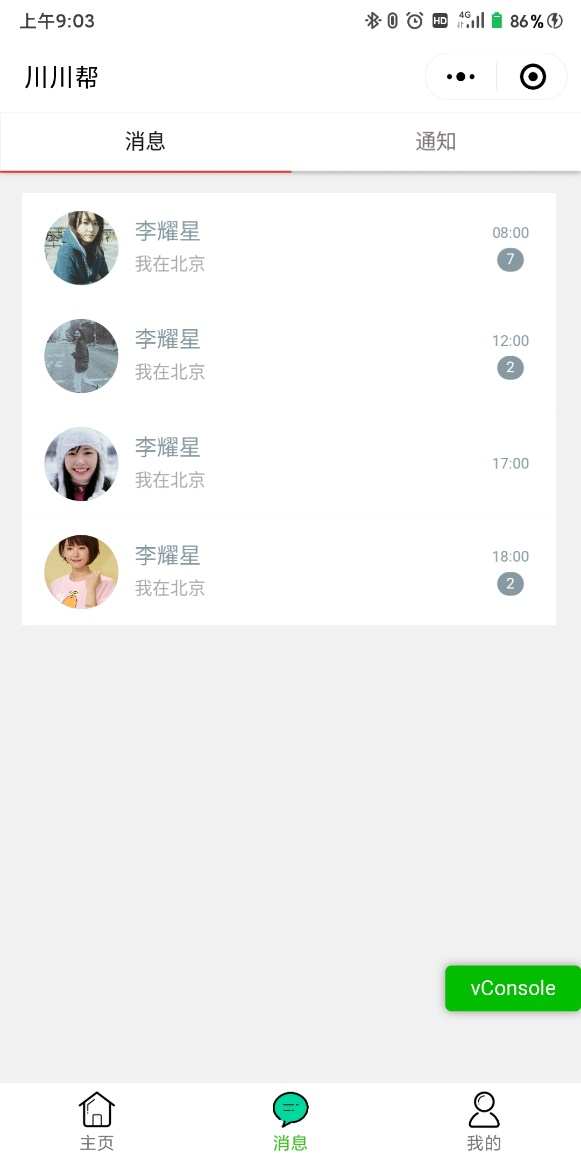 上午9:03
HD 4G 86%
川川帮
消息 通知
李耀星 08:00
我在北京 7
李耀星 12:00
我在北京 2
李耀星
我在北京 17:00
李耀星 18:00
我在北京 2
vConsole
主页 消息 我的